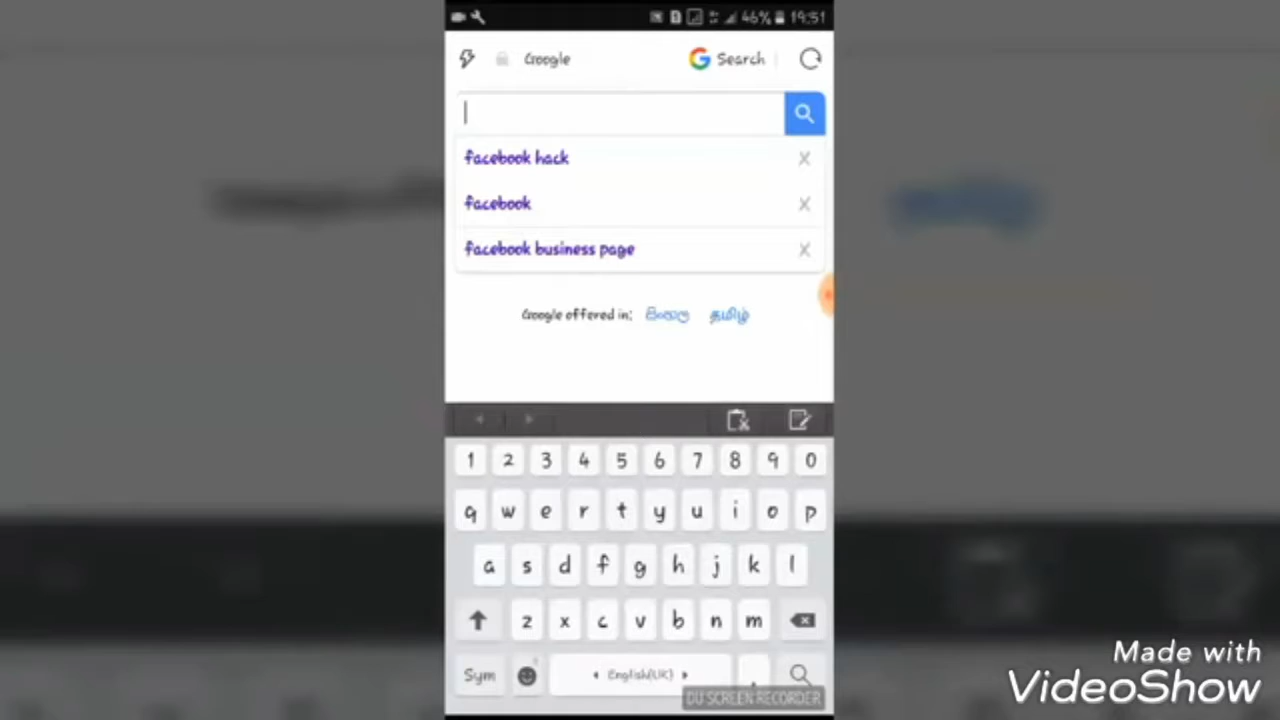 46% 19:51
Google
Search
facebook hack
facebook
facebook business page
Google offered in: සිංහල தமிழ்
1 2 3 4 5 6 7 8 9 0
q w e r t y u i o p
a s d f g h j k l
z x c v b n m
Sym English(UK) ,
DU SCREEN RECORDER
Made with
VideoShow